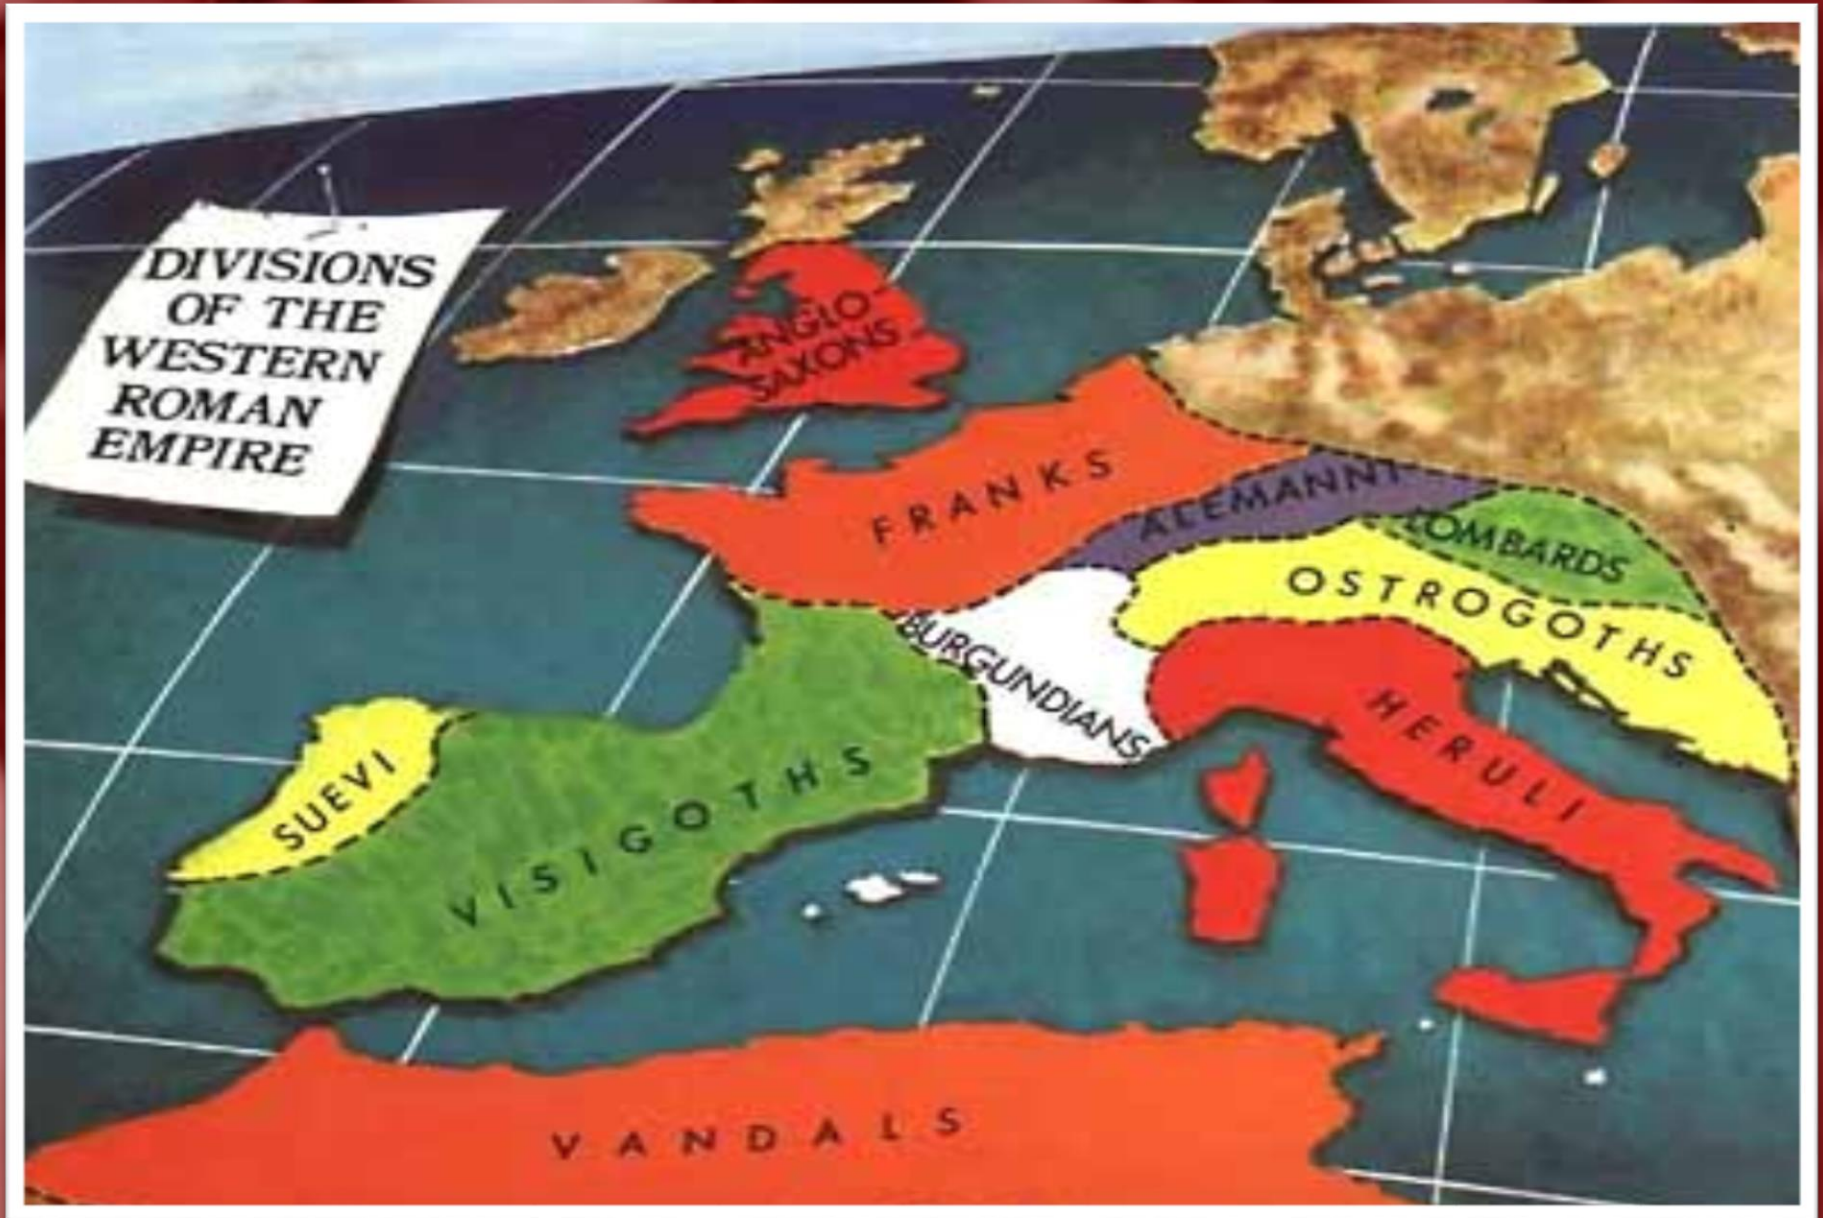 DIVISIONS
OF THE
WESTERN
ROMAN
EMPIRE
ANGLO-
SAXONS
FRANKS
ALEMANNI
LOMBARDS
OSTROGOTHS
BURGUNDIANS
HERULI
SUEVI
VISIGOTHS
VANDALS